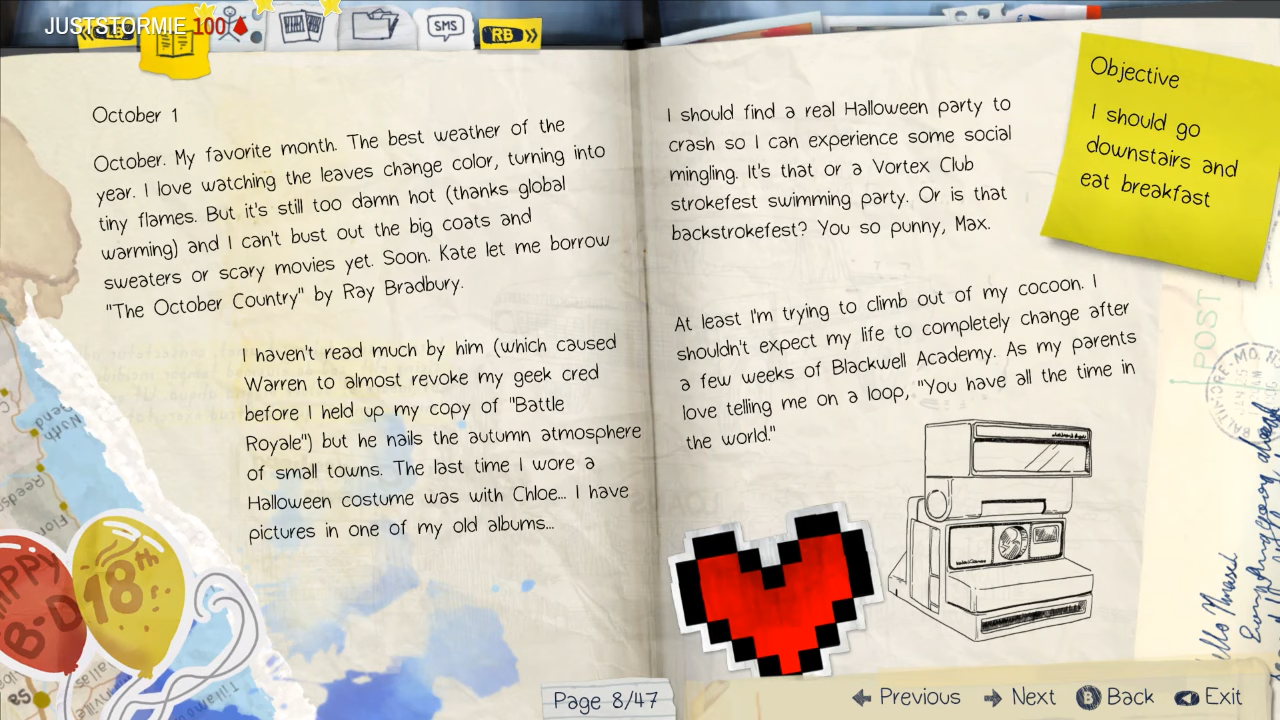 JUSTSTORMIE 100
SMS
RB
October 1
October. My favorite month. The best weather of the
year. I love watching the leaves change color, turning into
tiny flames. But it's still too damn hot (thanks global
warming) and I can't bust out the big coats and
sweaters or scary movies yet. Soon. Kate let me borrow
"The October Country" by Ray Bradbury.
I haven't read much by him (which caused
Warren to almost revoke my geek cred
before I held up my copy of "Battle
Royale") but he nails the autumn atmosphere
of small towns. The last time I wore a
Halloween costume was with Chloe... I have
pictures in one of my old albums...
I should find a real Halloween party to
crash so I can experience some social
mingling. It's that or a Vortex Club
strokefest swimming party. Or is that
backstrokefest? You so punny, Max.
At least I'm trying to climb out of my cocoon. I
shouldn't expect my life to completely change after
a few weeks of Blackwell Academy. As my parents
love telling me on a loop, "You have all the time in
the world."
Objective
I should go
downstairs and
eat breakfast
POST
North
B-D
18th
Page 8/47
Previous
Next
B Back
Exit